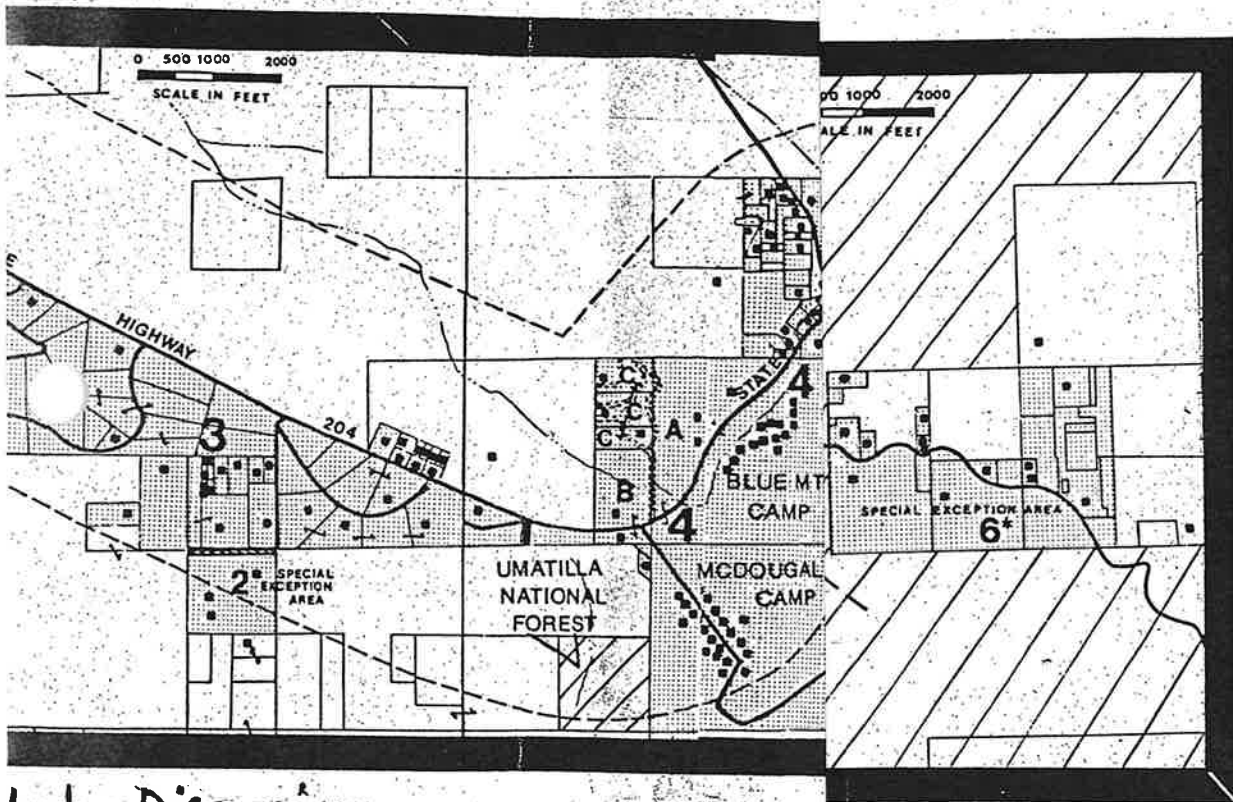 0 500 1000 2000
SCALE IN FEET
00 1000 2000
ALE IN FEET
E
HIGHWAY
204
3
STATE
4
C
C
C
A
B
4
BLUE MT
CAMP
SPECIAL EXCEPTION AREA
6*
2*
SPECIAL
EXCEPTION
AREA
UMATILLA
NATIONAL
FOREST
MCDOUGAL
CAMP